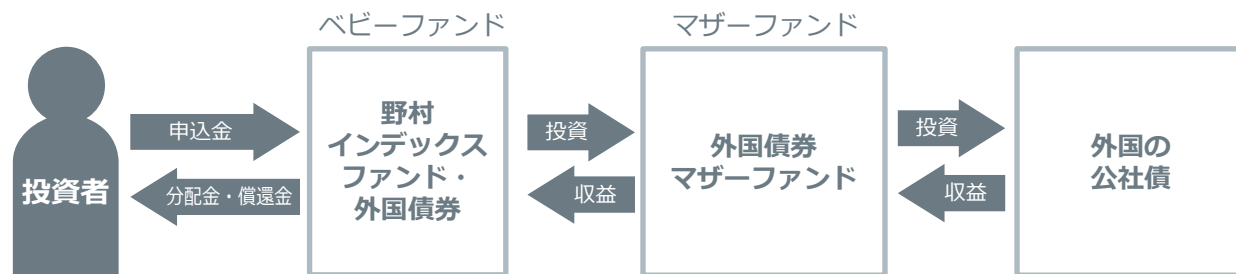 ベビーファンド
マザーファンド
投資者
申込金
分配金・償還金
野村
インデックス
ファンド・
外国債券
投資
収益
外国債券
マザーファンド
投資
収益
外国の
公社債